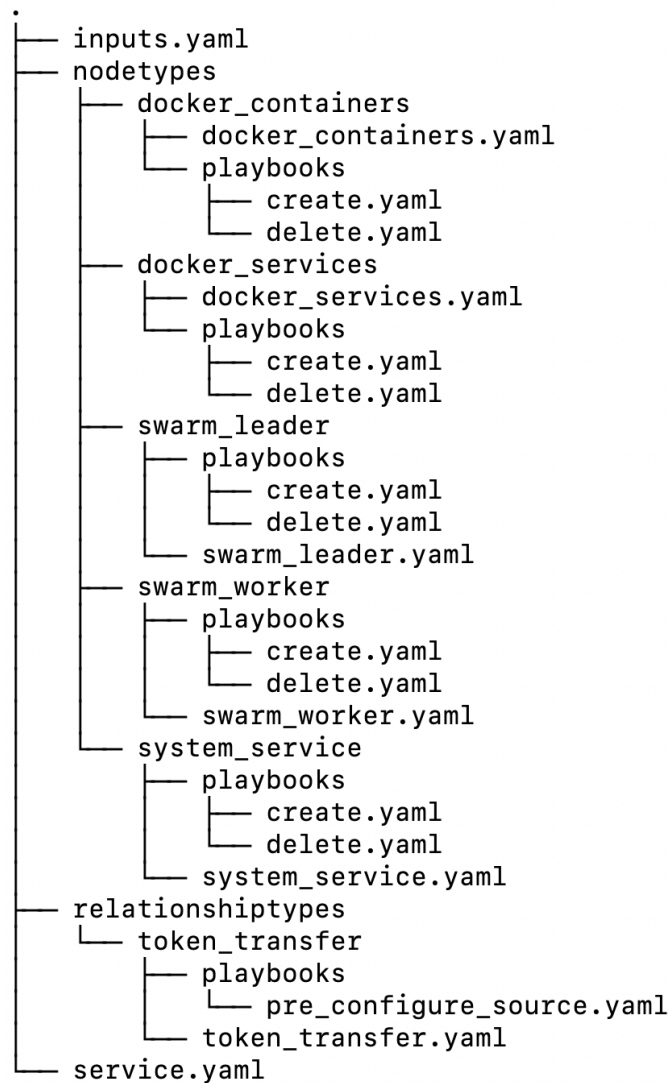 .
├── inputs.yaml
├── nodetypes
│   ├── docker_containers
│   │   ├── docker_containers.yaml
│   │   └── playbooks
│   │       ├── create.yaml
│   │       └── delete.yaml
│   ├── docker_services
│   │   ├── docker_services.yaml
│   │   └── playbooks
│   │       ├── create.yaml
│   │       └── delete.yaml
│   ├── swarm_leader
│   │   ├── playbooks
│   │   │   ├── create.yaml
│   │   │   └── delete.yaml
│   │   └── swarm_leader.yaml
│   ├── swarm_worker
│   │   ├── playbooks
│   │   │   ├── create.yaml
│   │   │   └── delete.yaml
│   │   └── swarm_worker.yaml
│   └── system_service
│       ├── playbooks
│       │   ├── create.yaml
│       │   └── delete.yaml
│       └── system_service.yaml
├── relationshiptypes
│   └── token_transfer
│       ├── playbooks
│       │   └── pre_configure_source.yaml
│       └── token_transfer.yaml
└── service.yaml